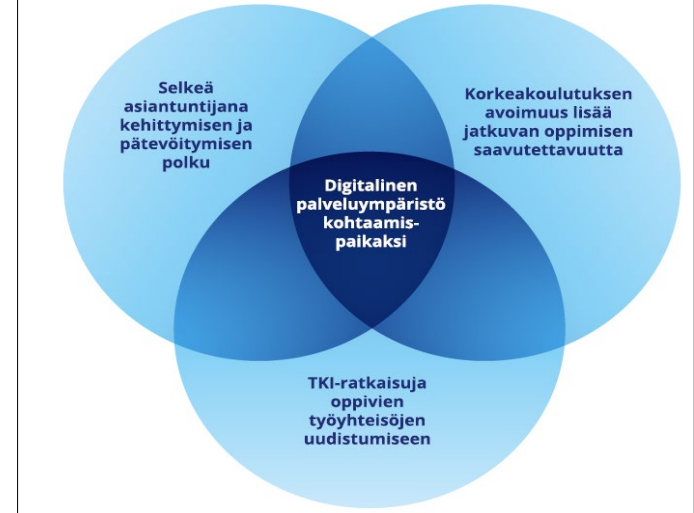 Selkeä
asiantuntijana
kehittymisen ja
pätevöitymisen
polku
Korkeakoulutuksen
avoimuus lisää
jatkuvan oppimisen
saavutettavuutta
Digitalinen
palveluympäristö
kohtaamis-
paikaksi
TKI-ratkaisuja
oppivien
työyhteisöjen
uudistumiseen